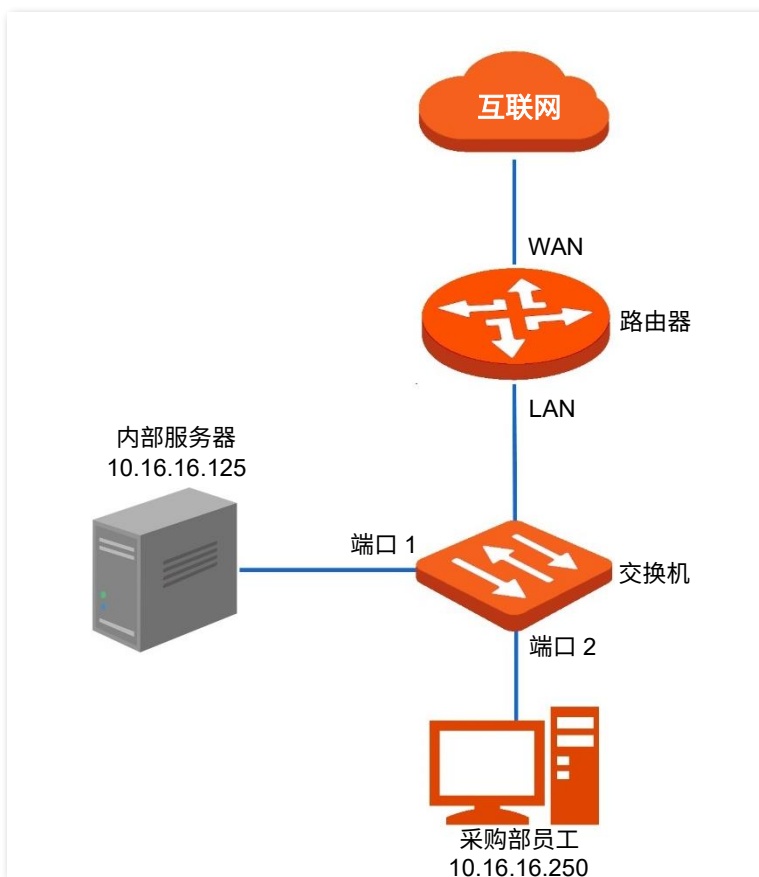 互联网
WAN
路由器
LAN
内部服务器
10.16.16.125
端口 1
交换机
端口 2
采购部员工
10.16.16.250